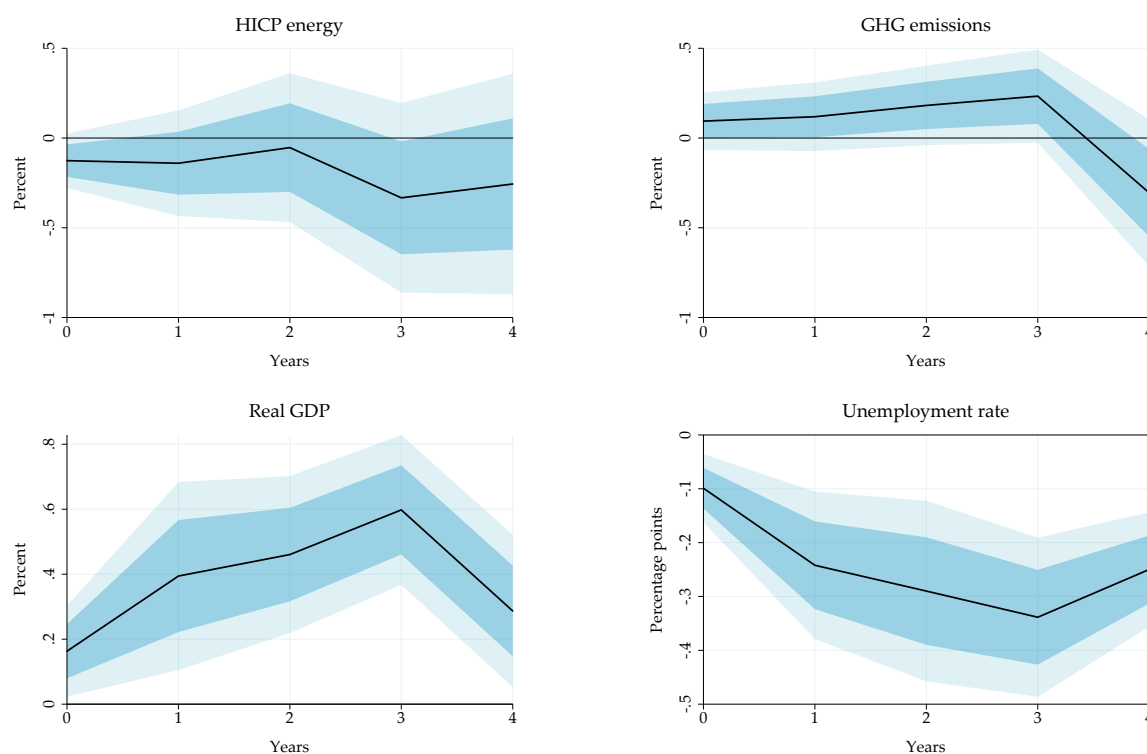 HICP energy
.5
0
-.5
-1
Percent
0 1 2 3 4
Years
GHG emissions
.5
0
-.5
-1
Percent
0 1 2 3 4
Years
Real GDP
.8
.6
.4
.2
0
Percent
0 1 2 3 4
Years
Unemployment rate
0
-.1
-.2
-.3
-.4
-.5
Percentage points
0 1 2 3 4
Years